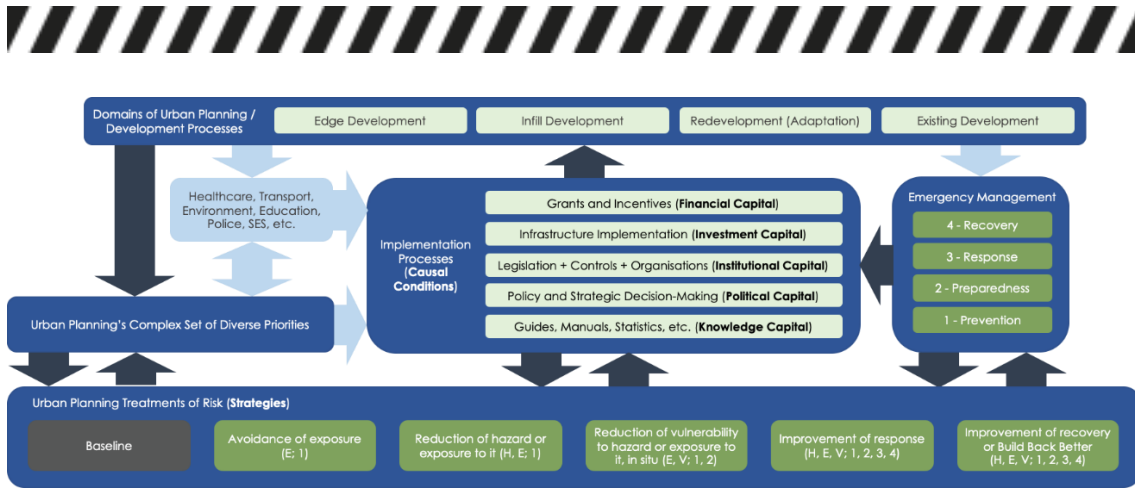 Domains of Urban Planning /
Development Processes
Edge Development
Infill Development
Redevelopment (Adaptation)
Existing Development
Healthcare, Transport,
Environment, Education,
Police, SES, etc.
Urban Planning's Complex Set of Diverse Priorities
Implementation
Processes
(Causal
Conditions)
Grants and Incentives (Financial Capital)
Infrastructure Implementation (Investment Capital)
Legislation + Controls + Organisations (Institutional Capital)
Policy and Strategic Decision-Making (Political Capital)
Guides, Manuals, Statistics, etc. (Knowledge Capital)
Emergency Management
4 - Recovery
3 - Response
2 - Preparedness
1 - Prevention
Urban Planning Treatments of Risk (Strategies)
Baseline
Avoidance of exposure
(E; 1)
Reduction of hazard or
exposure to it (H, E; 1)
Reduction of vulnerability
to hazard or exposure to
it, in situ (E, V; 1, 2)
Improvement of response
(H, E, V; 1, 2, 3, 4)
Improvement of recovery
or Build Back Better
(H, E, V; 1, 2, 3, 4)